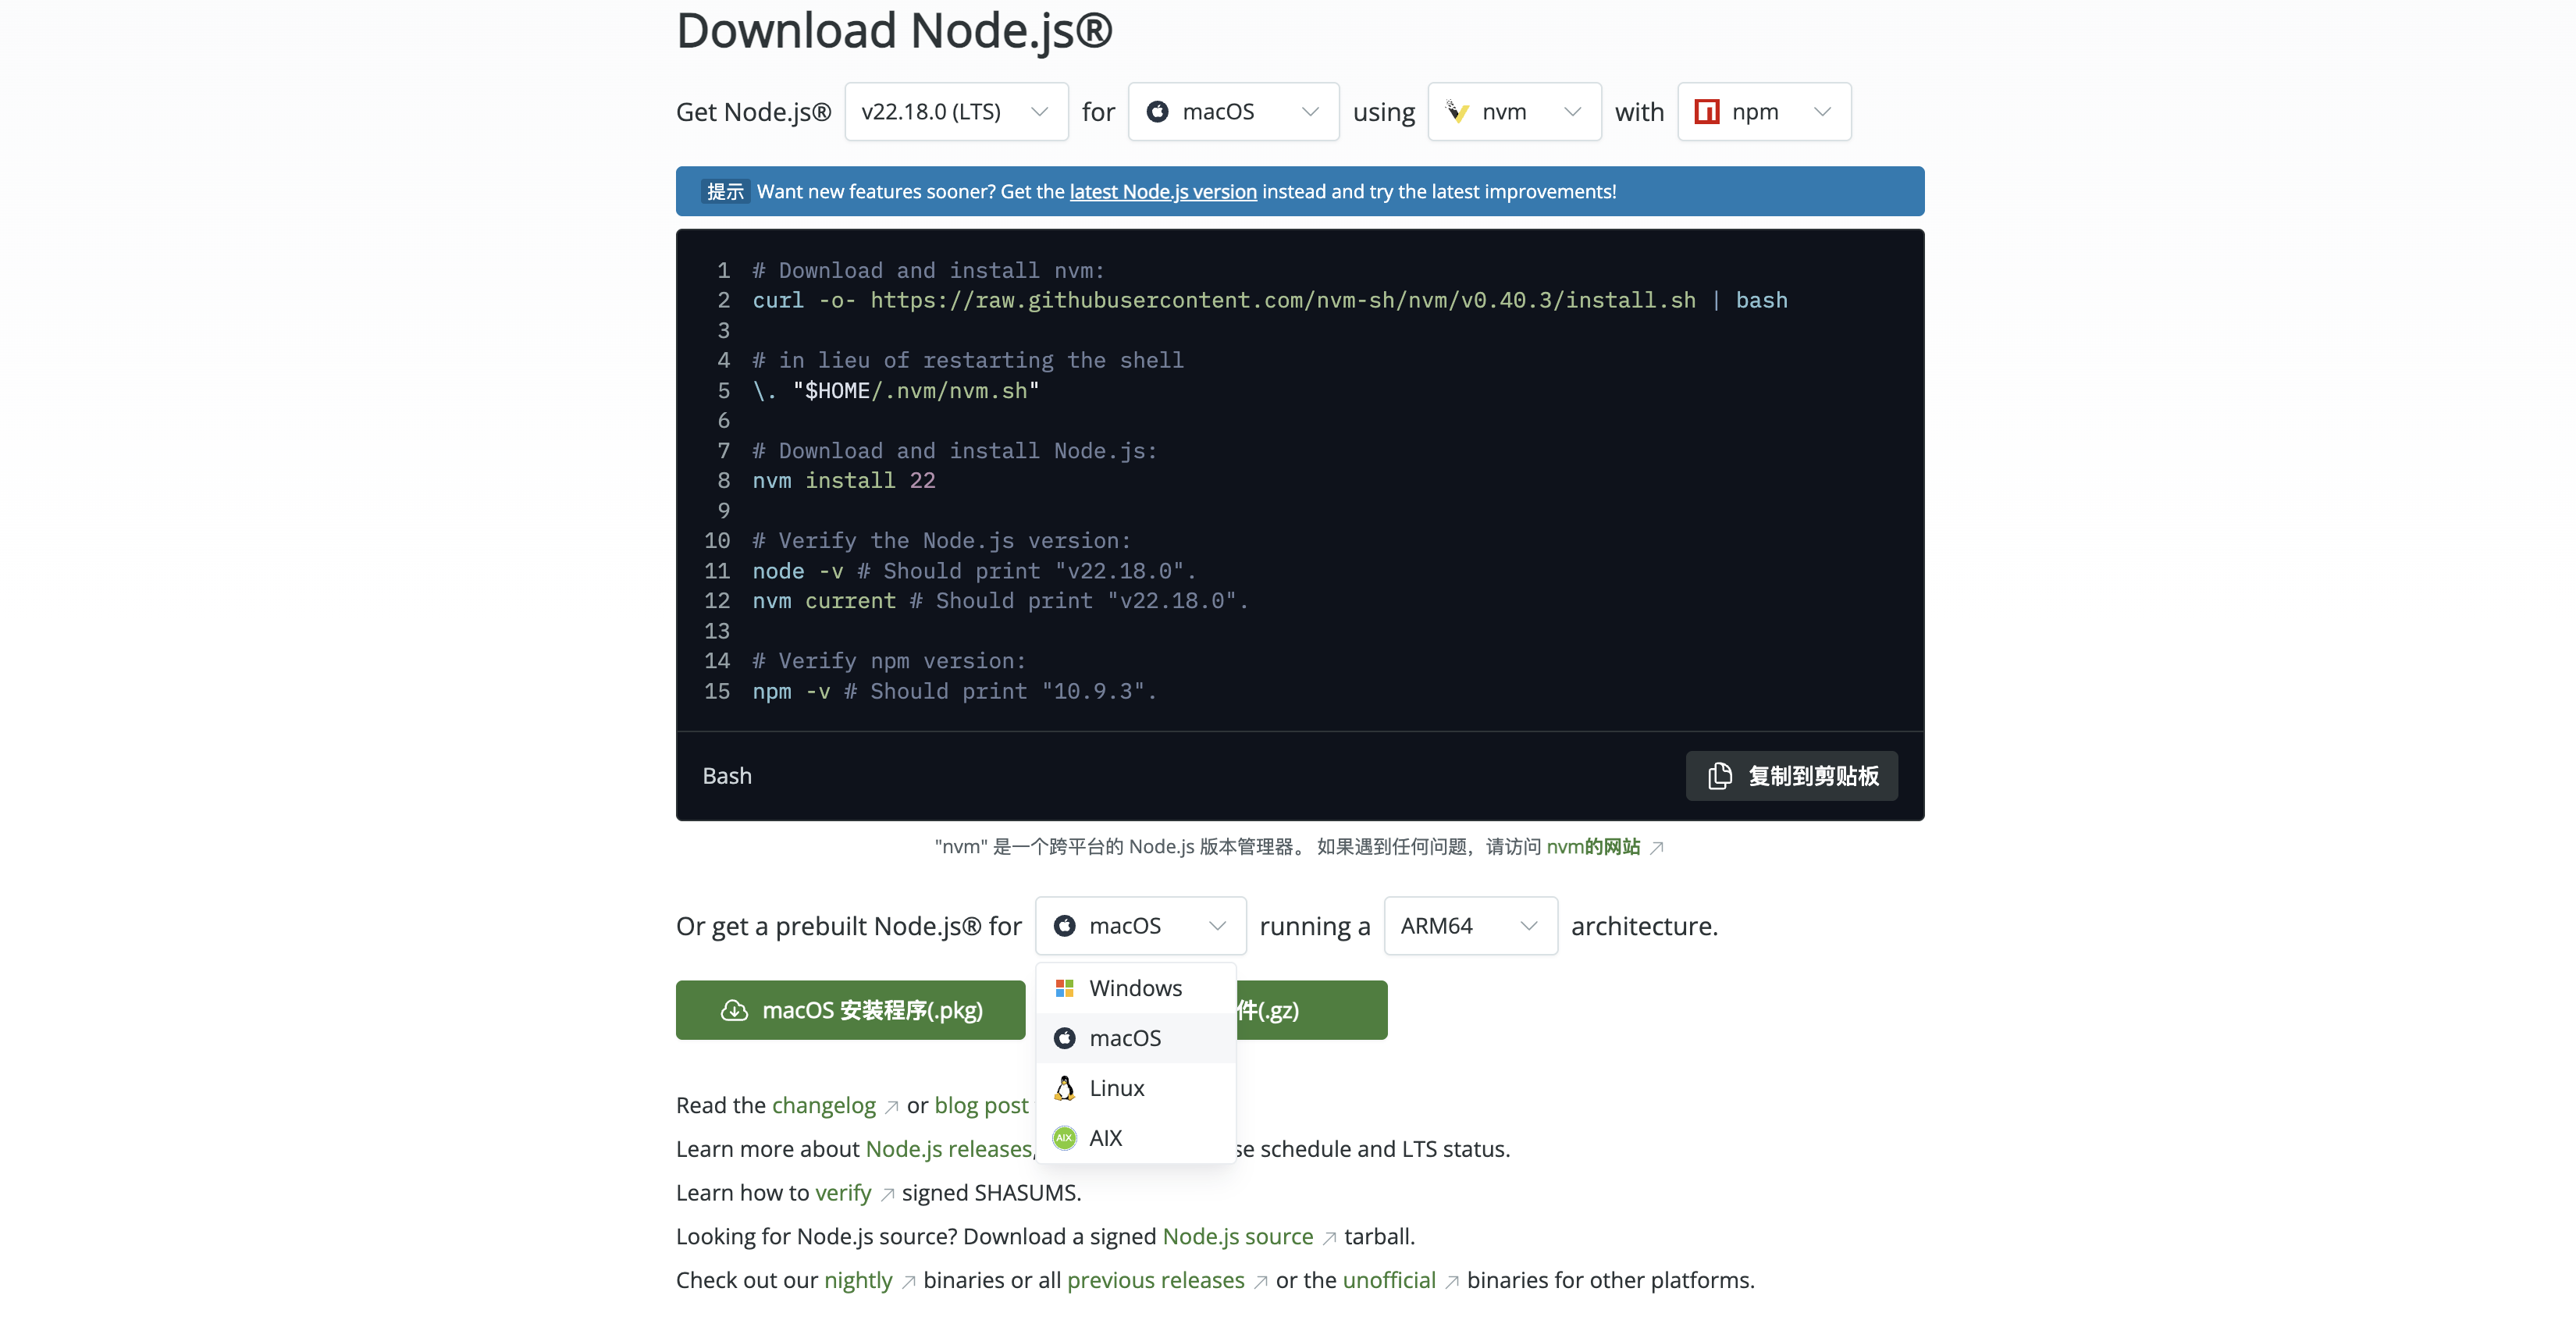 Download Node.js®
Get Node.js® v22.18.0 (LTS) for macOS using nvm with npm
提示 Want new features sooner? Get the latest Node.js version instead and try the latest improvements!
1 # Download and install nvm:
2 curl -o- https://raw.githubusercontent.com/nvm-sh/nvm/v0.40.3/install.sh | bash
3
4 # in lieu of restarting the shell
5 \. "$HOME/.nvm/nvm.sh"
6
7 # Download and install Node.js:
8 nvm install 22
9
10 # Verify the Node.js version:
11 node -v # Should print "v22.18.0".
12 nvm current # Should print "v22.18.0".
13
14 # Verify npm version:
15 npm -v # Should print "10.9.3".
Bash 复制到剪贴板
"nvm" 是一个跨平台的 Node.js 版本管理器。 如果遇到任何问题，请访问 nvm的网站
Or get a prebuilt Node.js® for macOS running a ARM64 architecture.
Windows
macOS 安装程序(.pkg) 件(.gz)
macOS
Linux
Read the changelog or blog post
AIX
Learn more about Node.js releases, se schedule and LTS status.
Learn how to verify signed SHASUMS.
Looking for Node.js source? Download a signed Node.js source tarball.
Check out our nightly binaries or all previous releases or the unofficial binaries for other platforms.